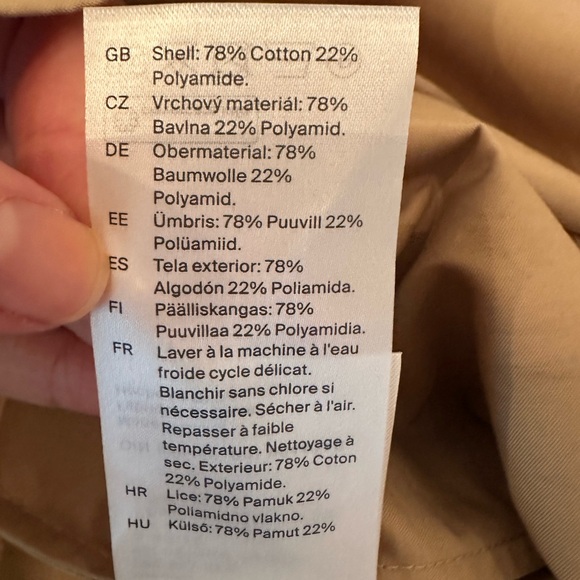 GB Shell: 78% Cotton 22%
Polyamide.
CZ Vrchový materiál: 78%
Bavlna 22% Polyamid.
DE Obermaterial: 78%
Baumwolle 22%
Polyamid.
EE Ümbris: 78% Puuvill 22%
Polüamiid.
ES Tela exterior: 78%
Algodón 22% Poliamida.
FI Päälliskangas: 78%
Puuvillaa 22% Polyamidia.
FR Laver à la machine à l'eau
froide cycle délicat.
Blanchir sans chlore si
nécessaire. Sécher à l'air.
Repasser à faible
température. Nettoyage à
sec. Exterieur: 78% Coton
22% Polyamide.
HR Lice: 78% Pamuk 22%
Poliamidno vlakno.
HU Külső: 78% Pamut 22%